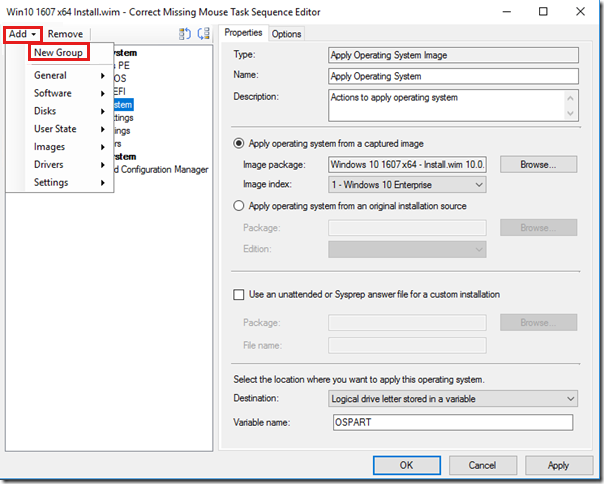 Win10 1607 x64 Install.wim - Correct Missing Mouse Task Sequence Editor
Add
Remove
New Group
General
Software
Disks
User State
Images
Drivers
Settings
ystem
s PE
OS
EFI
stem
ttings
ings
rs
ystem
d Configuration Manager
Properties
Options
Type:
Apply Operating System Image
Name:
Apply Operating System
Description:
Actions to apply operating system
Apply operating system from a captured image
Image package:
Windows 10 1607 x64 - Install.wim 10.0.
Browse...
Image index:
1 - Windows 10 Enterprise
Apply operating system from an original installation source
Package:
Browse...
Edition:
Use an unattended or Sysprep answer file for a custom installation
Package:
Browse...
File name:
Select the location where you want to apply this operating system.
Destination:
Logical drive letter stored in a variable
Variable name:
OSPART
OK
Cancel
Apply